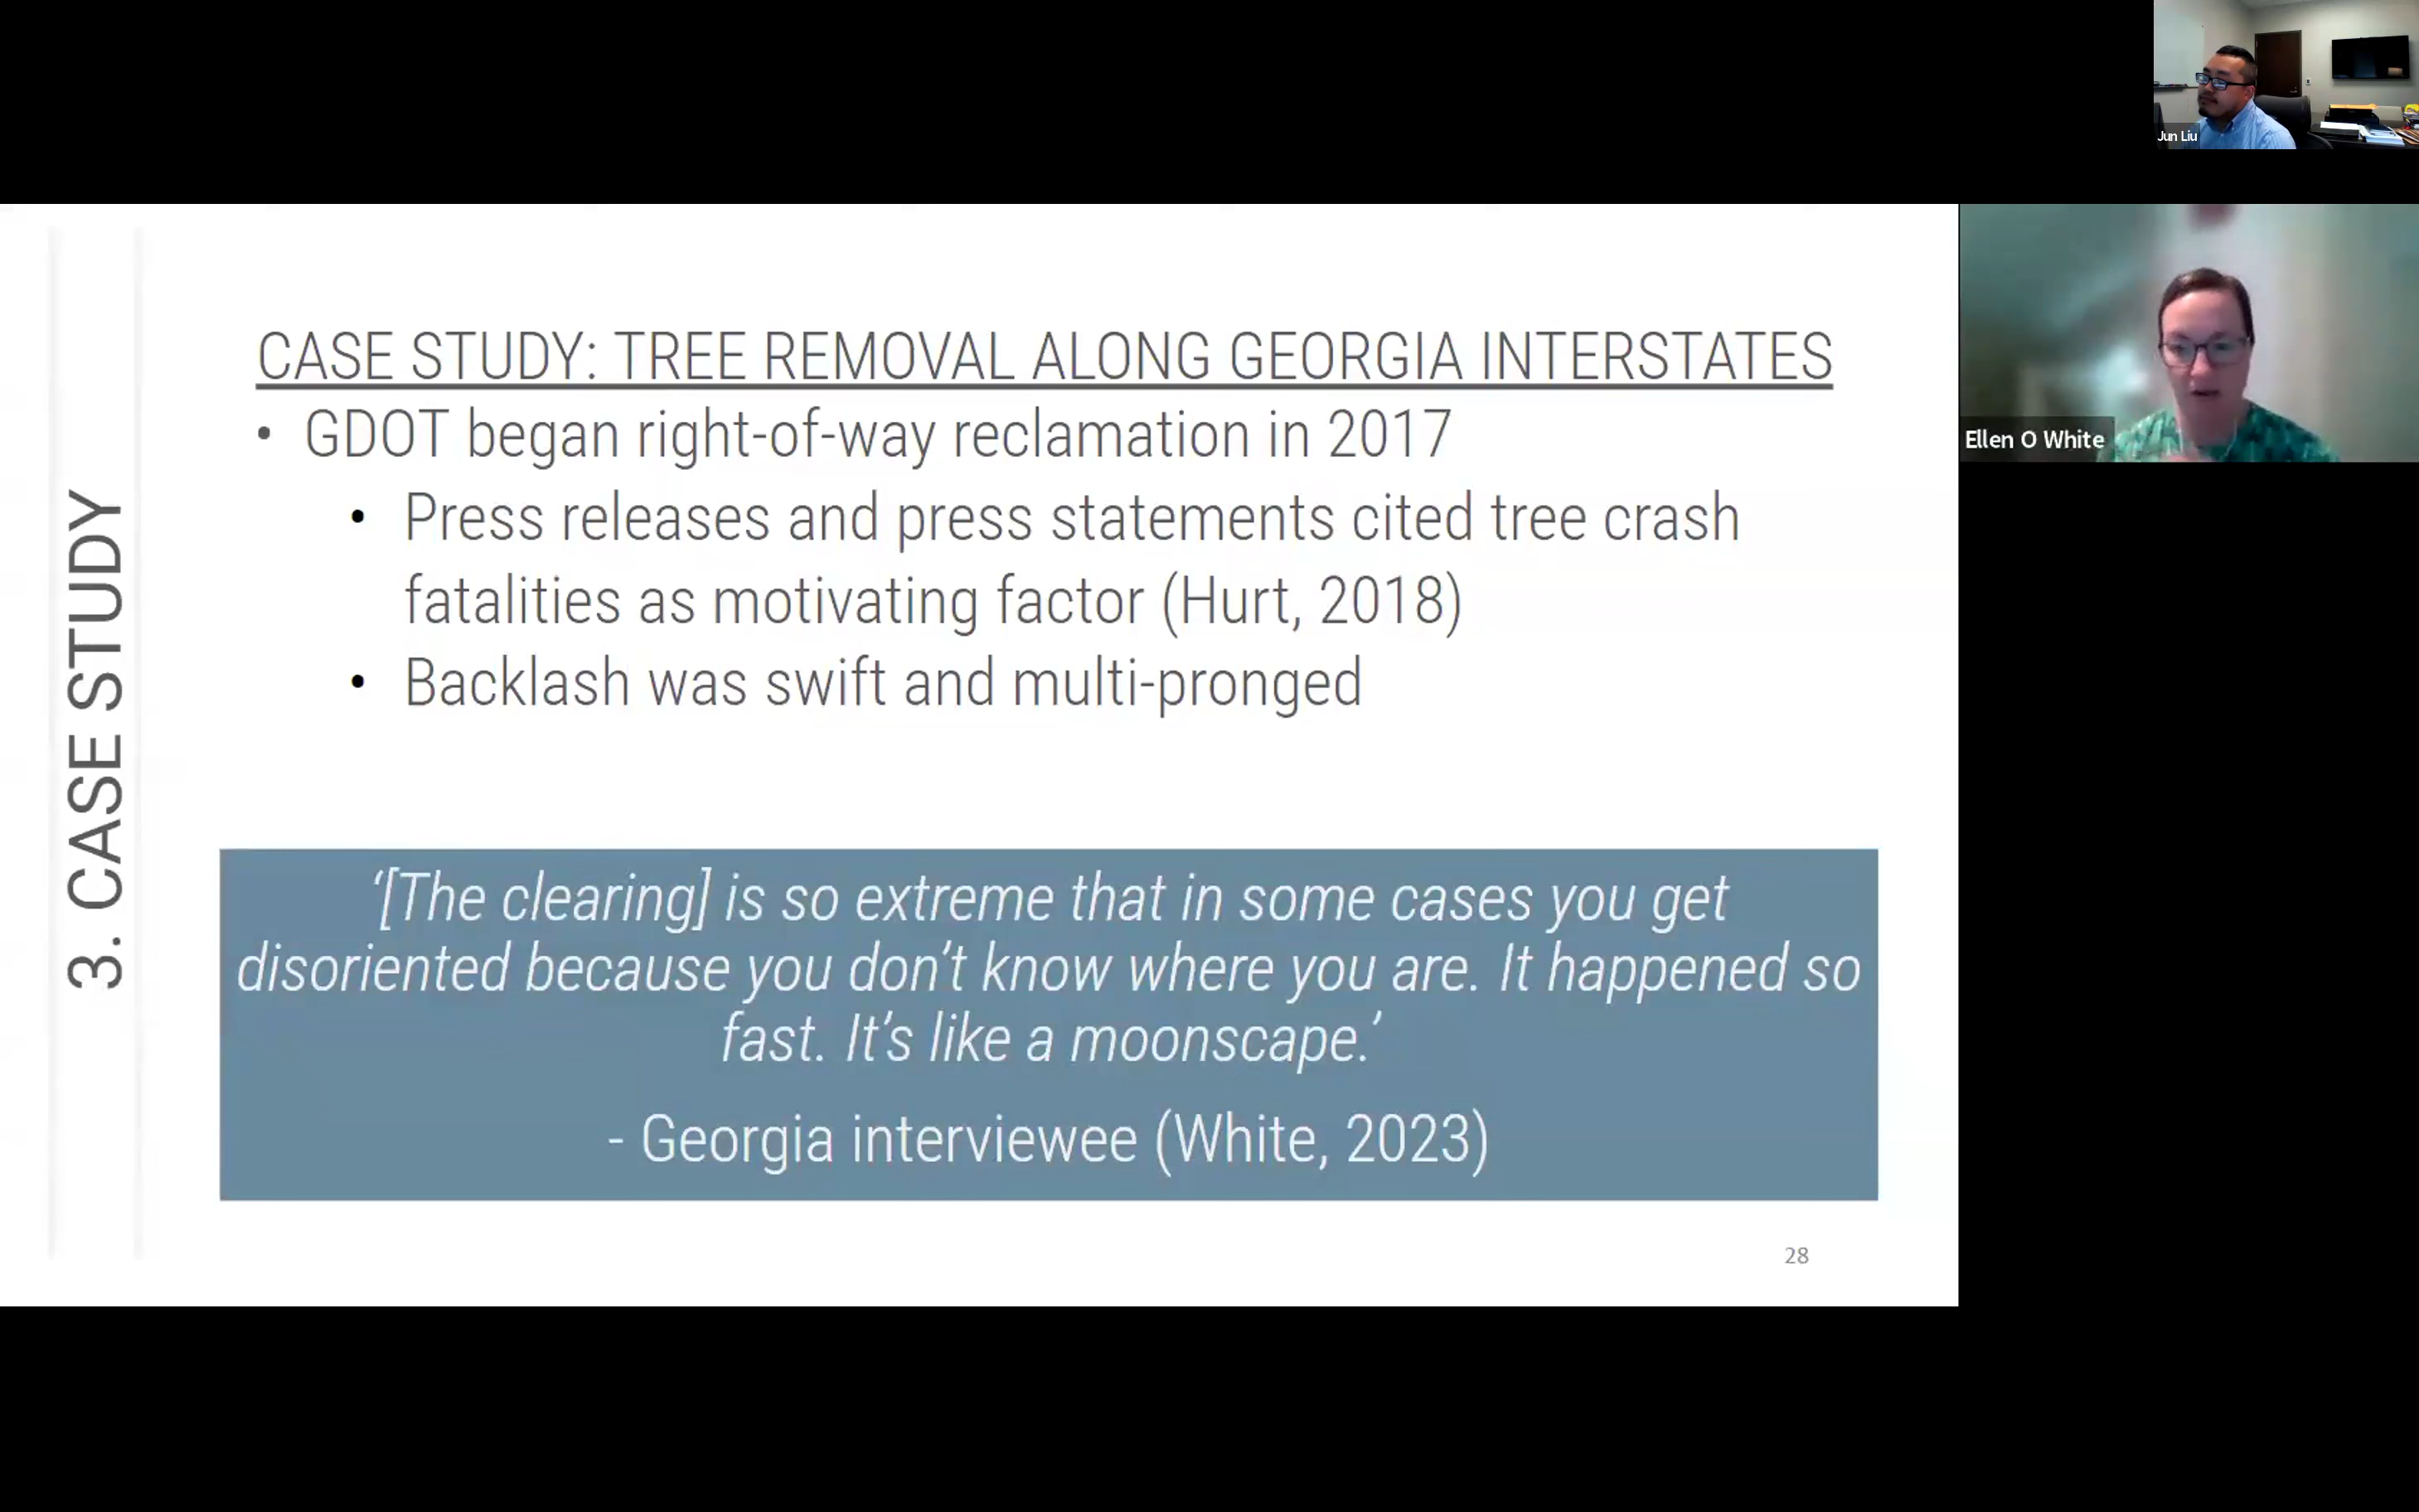 Jun Liu
Ellen O White
3. CASE STUDY
CASE STUDY: TREE REMOVAL ALONG GEORGIA INTERSTATES
• GDOT began right-of-way reclamation in 2017
• Press releases and press statements cited tree crash
fatalities as motivating factor (Hurt, 2018)
• Backlash was swift and multi-pronged
‘[The clearing] is so extreme that in some cases you get
disoriented because you don’t know where you are. It happened so
fast. It’s like a moonscape.’
- Georgia interviewee (White, 2023)
28